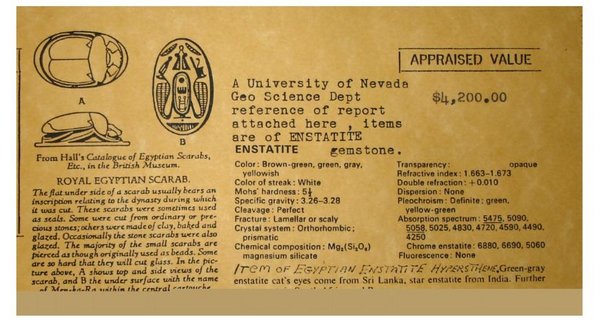 A
B
From Hall's Catalogue of Egyptian Scarabs,
Etc., in the British Museum.
ROYAL EGYPTIAN SCARAB.
The flat under side of a scarab usually bears an
inscription relating to the dynasty during which
it was cut. These scarabs were sometimes used
as seals. Some were cut from ordinary or pre-
cious stones; others were made of clay, baked and
glazed. Occasionally the stone scarabs were also
glazed. The majority of the small scarabs are
pierced as though originally used as beads. Some
are so hard that they will cut glass. In the pic-
ture above, A shows top and side views of the
scarab, and B the under surface with the name
of Men-ka-Ra within the central cartouche
APPRAISED VALUE
$4,200.00
A University of Nevada
Geo Science Dept
reference of report
attached here, items
are of ENSTATITE
ENSTATITE gemstone.
Color: Brown-green, green, gray,
yellowish
Color of streak: White
Mohs' hardness: 5½
Specific gravity: 3.26-3.28
Cleavage: Perfect
Fracture: Lamellar or scaly
Crystal system: Orthorhombic;
prismatic
Chemical composition: Mg₂(Si₂O₆)
magnesium silicate
Transparency: opaque
Refractive index: 1.663–1.673
Double refraction: +0.010
Dispersion: None
Pleochroism: Definite; green,
yellow-green
Absorption spectrum: 5475, 5090,
5058, 5025, 4830, 4720, 4590, 4490,
4250
Chrome enstatite: 6880, 6690, 5060
Fluorescence: None
ITEM OF EGYPTIAN ENSTATITE HYPERSTHENE, Green-gray
enstatite cat's eyes come from Sri Lanka, star enstatite from India. Further